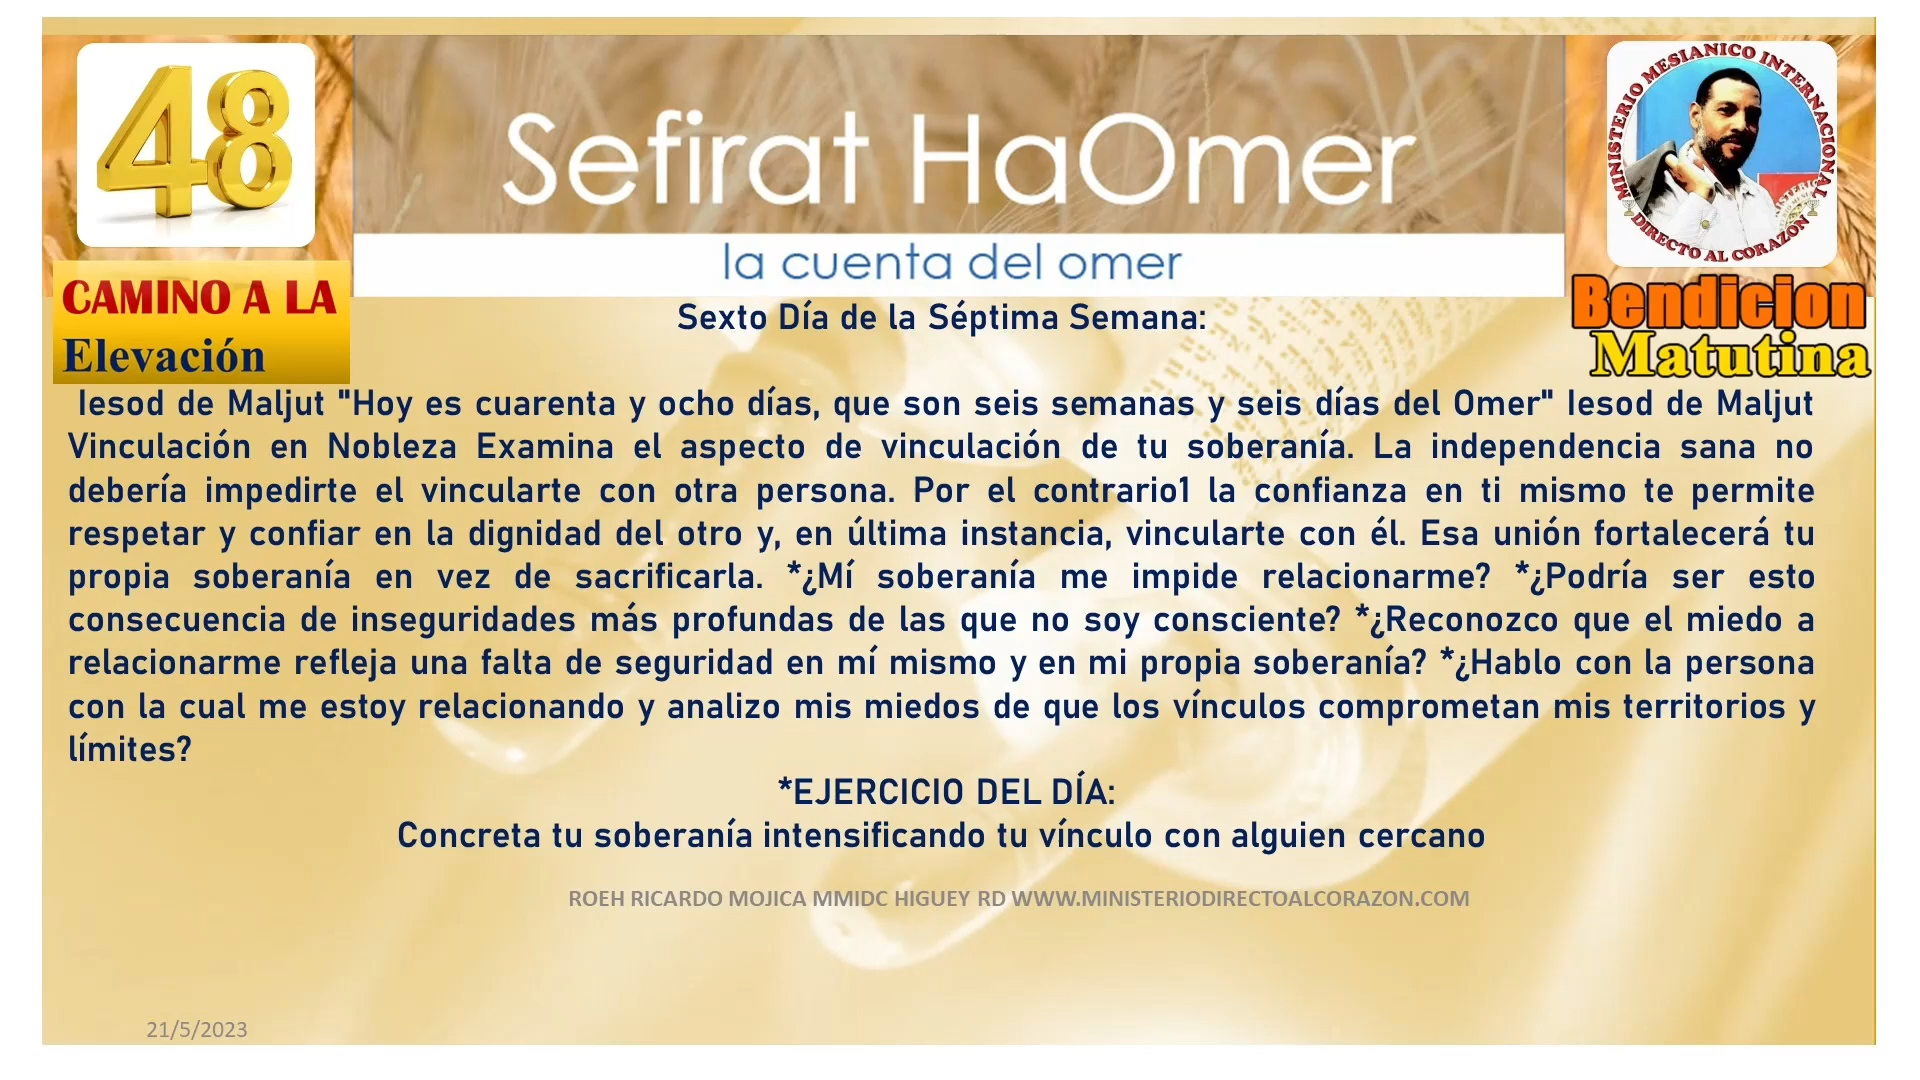 48
Sefirat HaOmer
MINISTERIO MESIANICO INTERNACIONAL
DIRECTO AL CORAZON
la cuenta del omer
CAMINO A LA
Elevación
Bendicion
Matutina
Sexto Día de la Séptima Semana:
Iesod de Maljut "Hoy es cuarenta y ocho días, que son seis semanas y seis días del Omer" Iesod de Maljut
Vinculación en Nobleza Examina el aspecto de vinculación de tu soberanía. La independencia sana no
debería impedirte el vincularte con otra persona. Por el contrario1 la confianza en ti mismo te permite
respetar y confiar en la dignidad del otro y, en última instancia, vincularte con él. Esa unión fortalecerá tu
propia soberanía en vez de sacrificarla. *¿Mí soberanía me impide relacionarme? *¿Podría ser esto
consecuencia de inseguridades más profundas de las que no soy consciente? *¿Reconozco que el miedo a
relacionarme refleja una falta de seguridad en mí mismo y en mi propia soberanía? *¿Hablo con la persona
con la cual me estoy relacionando y analizo mis miedos de que los vínculos comprometan mis territorios y
límites?
*EJERCICIO DEL DÍA:
Concreta tu soberanía intensificando tu vínculo con alguien cercano
ROEH RICARDO MOJICA MMIDC HIGUEY RD WWW.MINISTERIODIRECTOALCORAZON.COM
21/5/2023